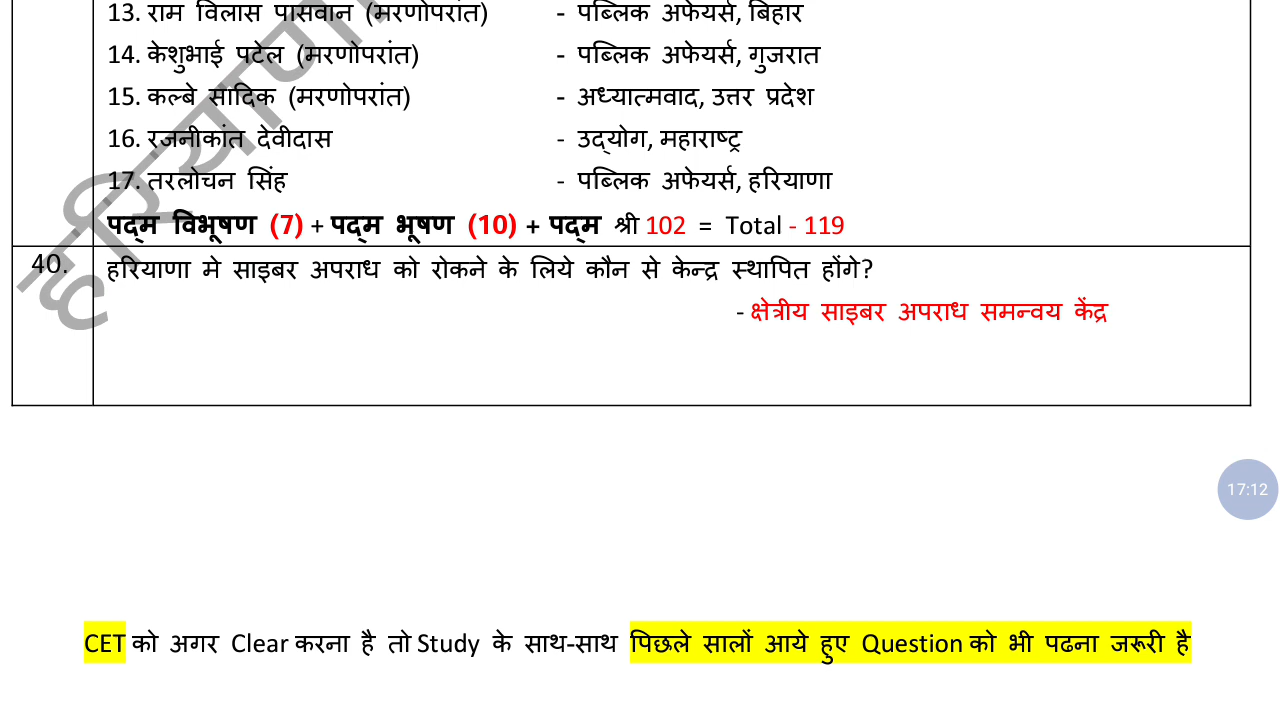 13. राम विलास पासवान (मरणोपरांत) - पब्लिक अफेयर्स, बिहार
14. केशुभाई पटेल (मरणोपरांत) - पब्लिक अफेयर्स, गुजरात
15. कल्बे सादिक (मरणोपरांत) - अध्यात्मवाद, उत्तर प्रदेश
16. रजनीकांत देवीदास - उद्योग, महाराष्ट्र
17. तरलोचन सिंह - पब्लिक अफेयर्स, हरियाणा
पद्म विभूषण (7) + पद्म भूषण (10) + पद्म श्री 102 = Total - 119
40. हरियाणा मे साइबर अपराध को रोकने के लिये कौन से केन्द्र स्थापित होंगे?
- क्षेत्रीय साइबर अपराध समन्वय केंद्र
हरियाणा
17:12
CET को अगर Clear करना है तो Study के साथ-साथ पिछले सालों आये हुए Question को भी पढना जरूरी है